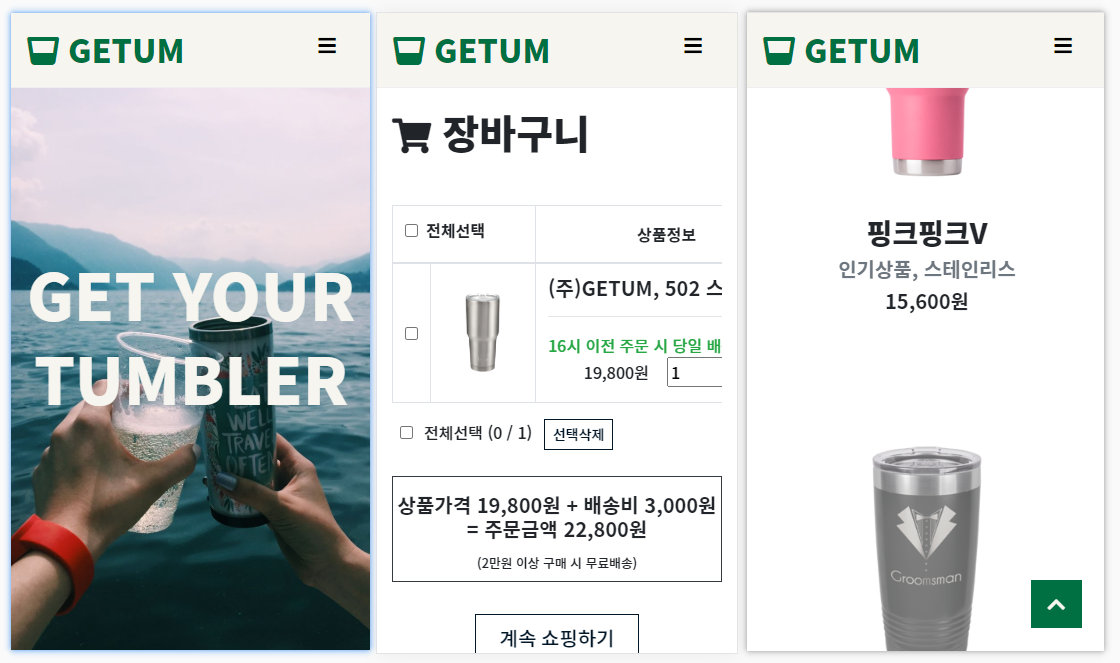 GETUM
GET YOUR
TUMBLER
WELL
TRAVE
OFTEN
GETUM
장바구니
전체선택
상품정보
(주)GETUM, 502 스
16시 이전 주문 시 당일 배
19,800원
1
전체선택 (0 / 1)
선택삭제
상품가격 19,800원 + 배송비 3,000원
= 주문금액 22,800원
(2만원 이상 구매 시 무료배송)
계속 쇼핑하기
GETUM
핑크핑크V
인기상품, 스테인리스
15,600원
Groomsman